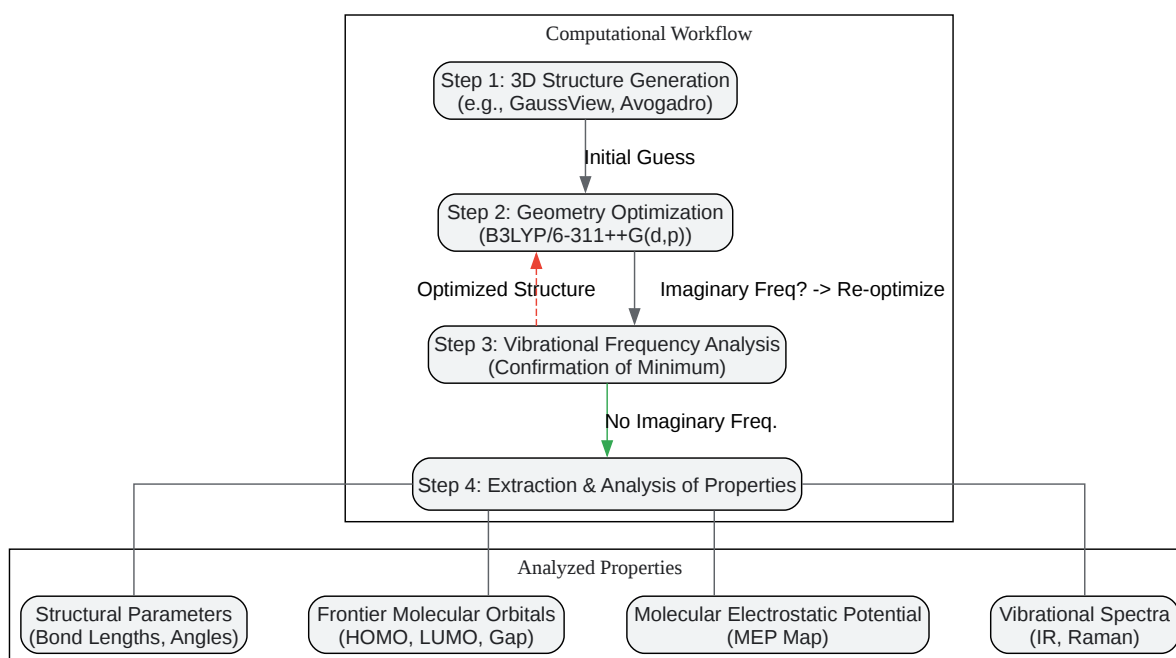 Computational Workflow
Step 1: 3D Structure Generation
(e.g., GaussView, Avogadro)
Initial Guess
Step 2: Geometry Optimization
(B3LYP/6-311++G(d,p))
Optimized Structure
Imaginary Freq? -> Re-optimize
Step 3: Vibrational Frequency Analysis
(Confirmation of Minimum)
No Imaginary Freq.
Step 4: Extraction & Analysis of Properties
Analyzed Properties
Structural Parameters
(Bond Lengths, Angles)
Frontier Molecular Orbitals
(HOMO, LUMO, Gap)
Molecular Electrostatic Potential
(MEP Map)
Vibrational Spectra
(IR, Raman)